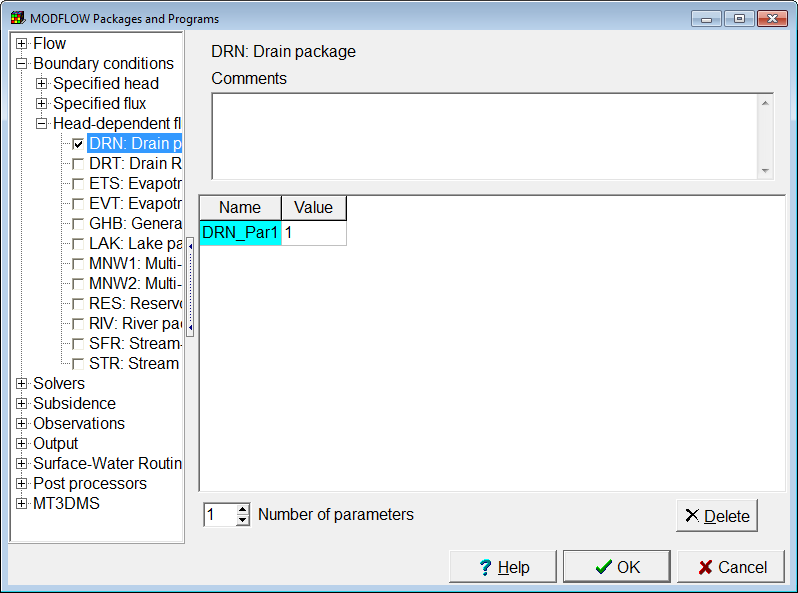 MODFLOW Packages and Programs
Flow
Boundary conditions
Specified head
Specified flux
Head-dependent fl
DRN: Drain p
DRT: Drain R
ETS: Evapotr
EVT: Evapotr
GHB: Genera
LAK: Lake pa
MNW1: Multi-
MNW2: Multi-
RES: Reserve
RIV: River pac
SFR: Stream-
STR: Stream
Solvers
Subsidence
Observations
Output
Surface-Water Routin
Post processors
MT3DMS
DRN: Drain package
Comments
Name Value
DRN_Par1 1
1 Number of parameters
Delete
? Help
OK
Cancel